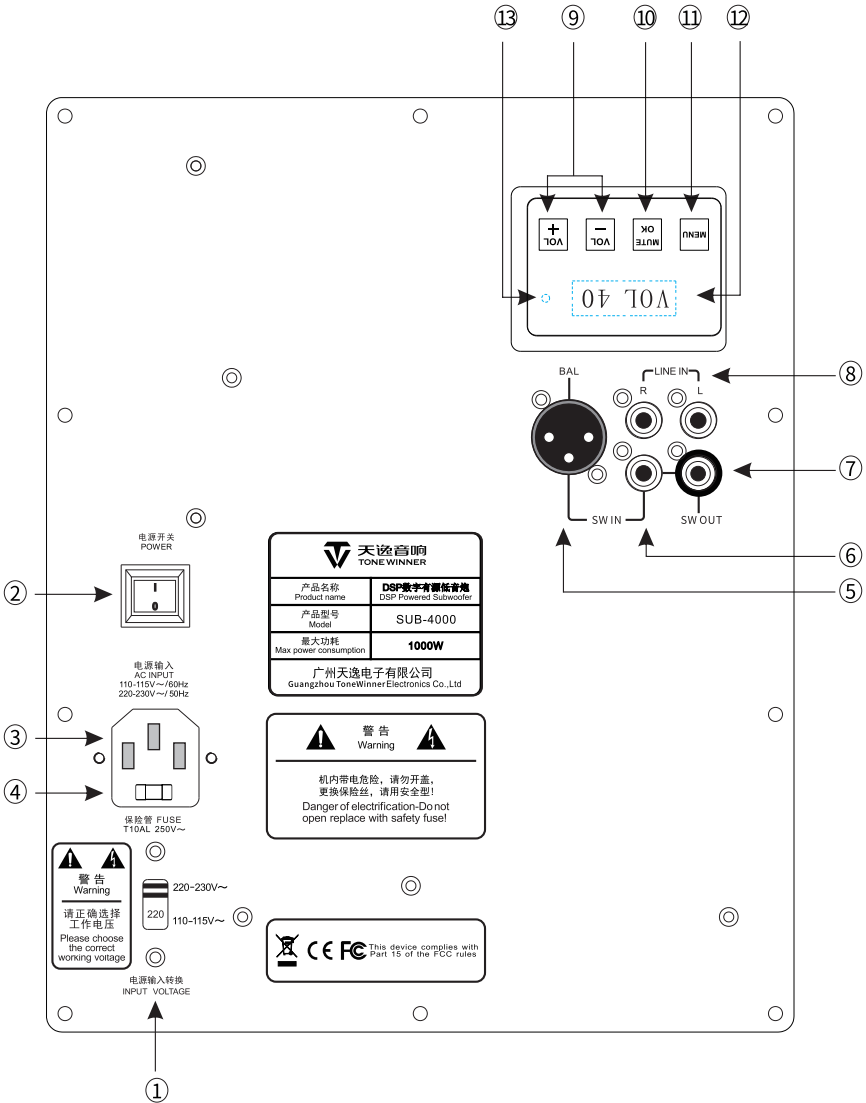 ⑬ ⑨ ⑩ ⑪ ⑫
VOL +
VOL −
MUTE OK
MENU
VOL 40
BAL
LINE IN
R L
⑧
⑦
SW IN
SW OUT
⑥
⑤
电源开关
POWER
I
0
②
电源输入
AC INPUT
110-115V～/60Hz
220-230V～/50Hz
③
④
保险管 FUSE
T10AL 250V～
天逸音响
TONEWINNER
产品名称
Product name
DSP数字有源低音炮
DSP Powered Subwoofer
产品型号
Model
SUB-4000
最大功耗
Max power consumption
1000W
广州天逸电子有限公司
Guangzhou ToneWinner Electronics Co.,Ltd
警告
Warning
机内带电危险，请勿开盖，
更换保险丝，请用安全型！
Danger of electrification-Do not
open replace with safety fuse!
警告
Warning
请正确选择
工作电压
Please choose
the correct
working voltage
220-230V～
220
110-115V～
电源输入转换
INPUT VOLTAGE
CE FC
This device complies with
Part 15 of the FCC rules
①